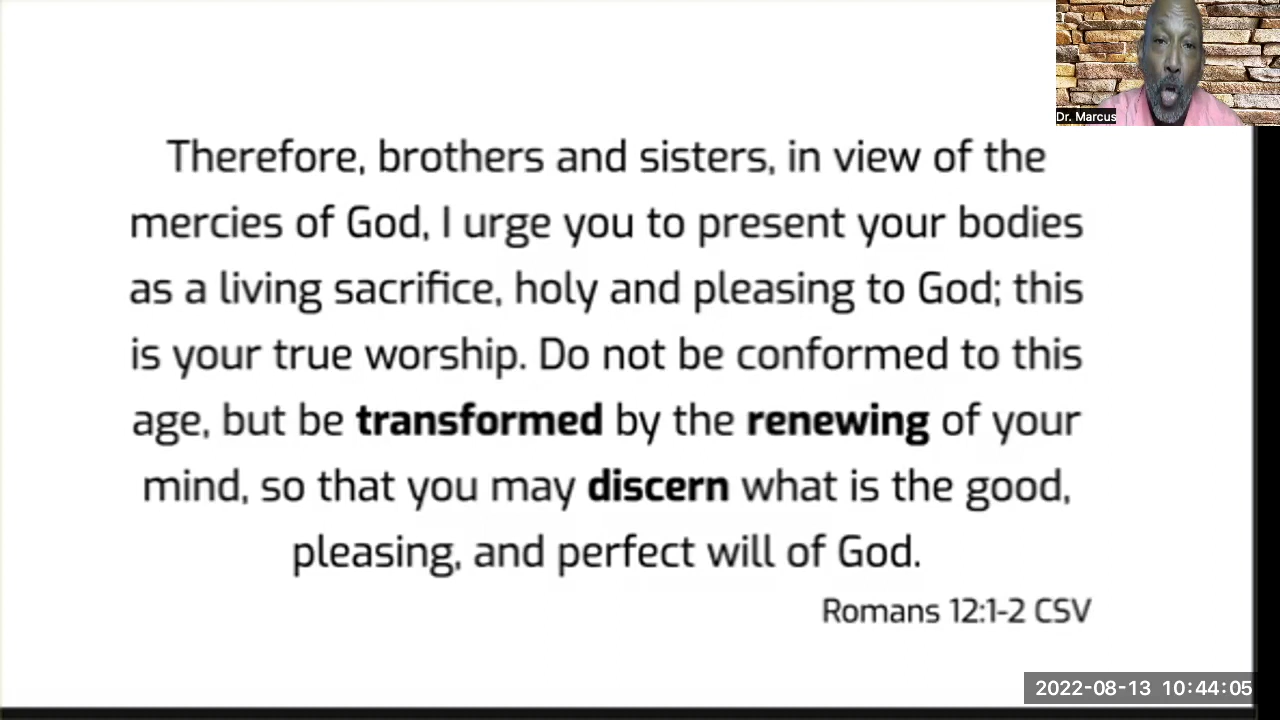 Dr. Marcus
Therefore, brothers and sisters, in view of the
mercies of God, I urge you to present your bodies
as a living sacrifice, holy and pleasing to God; this
is your true worship. Do not be conformed to this
age, but be transformed by the renewing of your
mind, so that you may discern what is the good,
pleasing, and perfect will of God.
Romans 12:1-2 CSV
2022-08-13 10:44:05